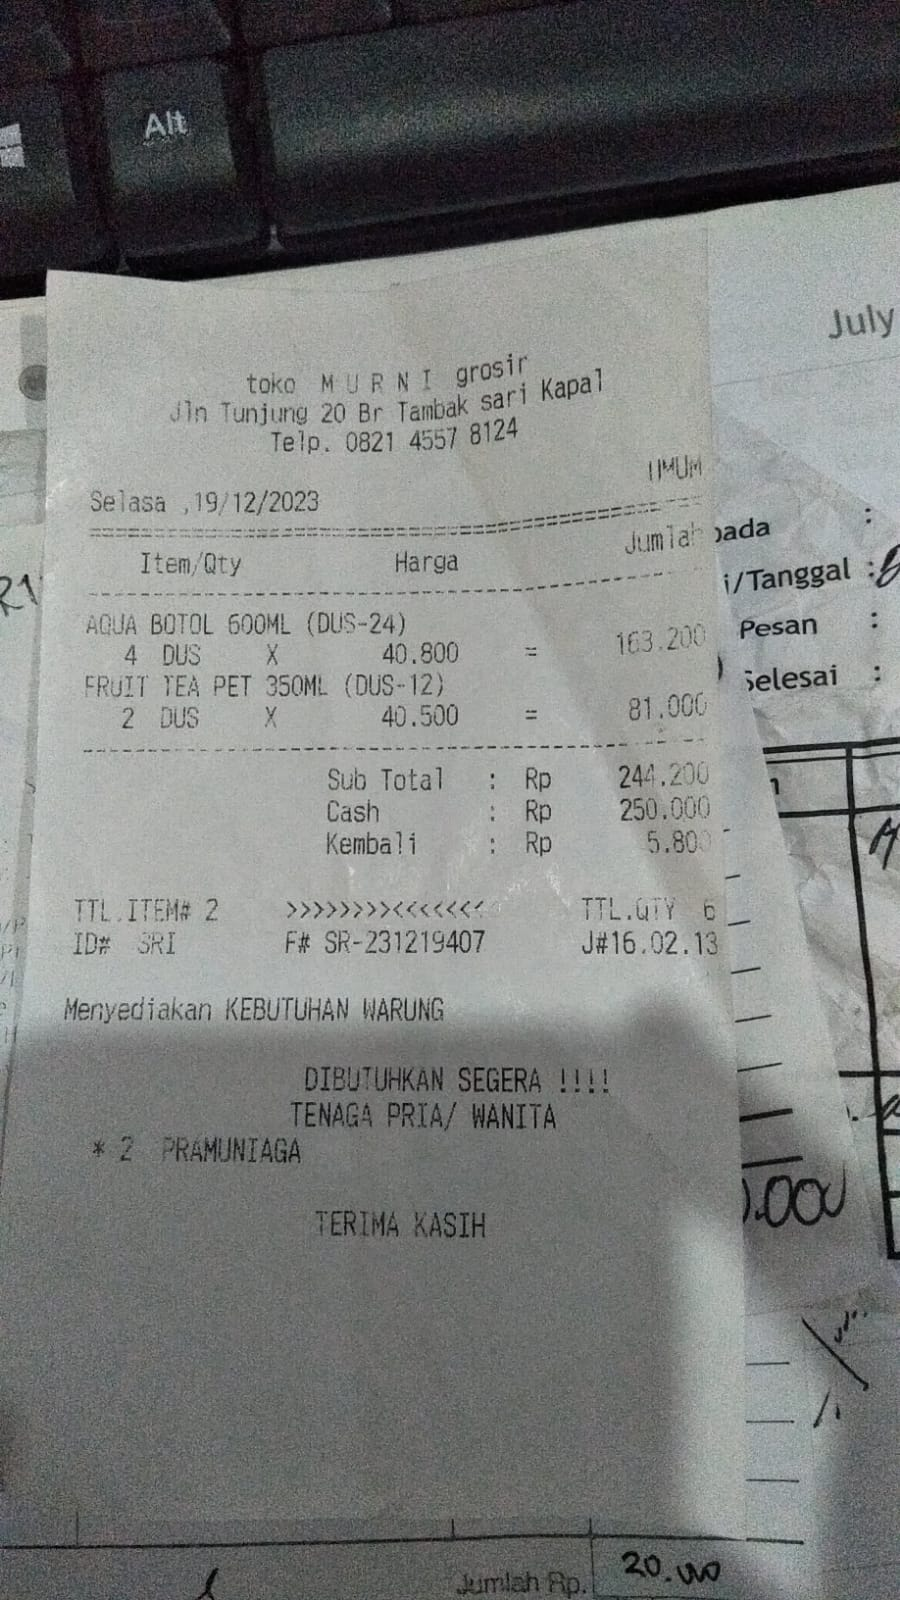 Alt
July
toko M U R N I grosir
Jln Tunjung 20 Br Tambak sari Kapal
Telp. 0821 4557 8124
UMUM
Selasa ,19/12/2023
Item/Qty Harga Jumlah
AQUA BOTOL 600ML (DUS-24)
4 DUS X 40.800 = 163.200
FRUIT TEA PET 350ML (DUS-12)
2 DUS X 40.500 = 81.000
Sub Total : Rp 244.200
Cash : Rp 250.000
Kembali : Rp 5.800
TTL.ITEM# 2 >>>>>>>><<<<<<< TTL.QTY 6
ID# SRI F# SR-231219407 J#16.02.13
Menyediakan KEBUTUHAN WARUNG
DIBUTUHKAN SEGERA !!!!
TENAGA PRIA/ WANITA
* 2 PRAMUNIAGA
TERIMA KASIH
pada :
i/Tanggal :
Pesan :
Selesai :
0.000
Jumlah Rp. 20.000